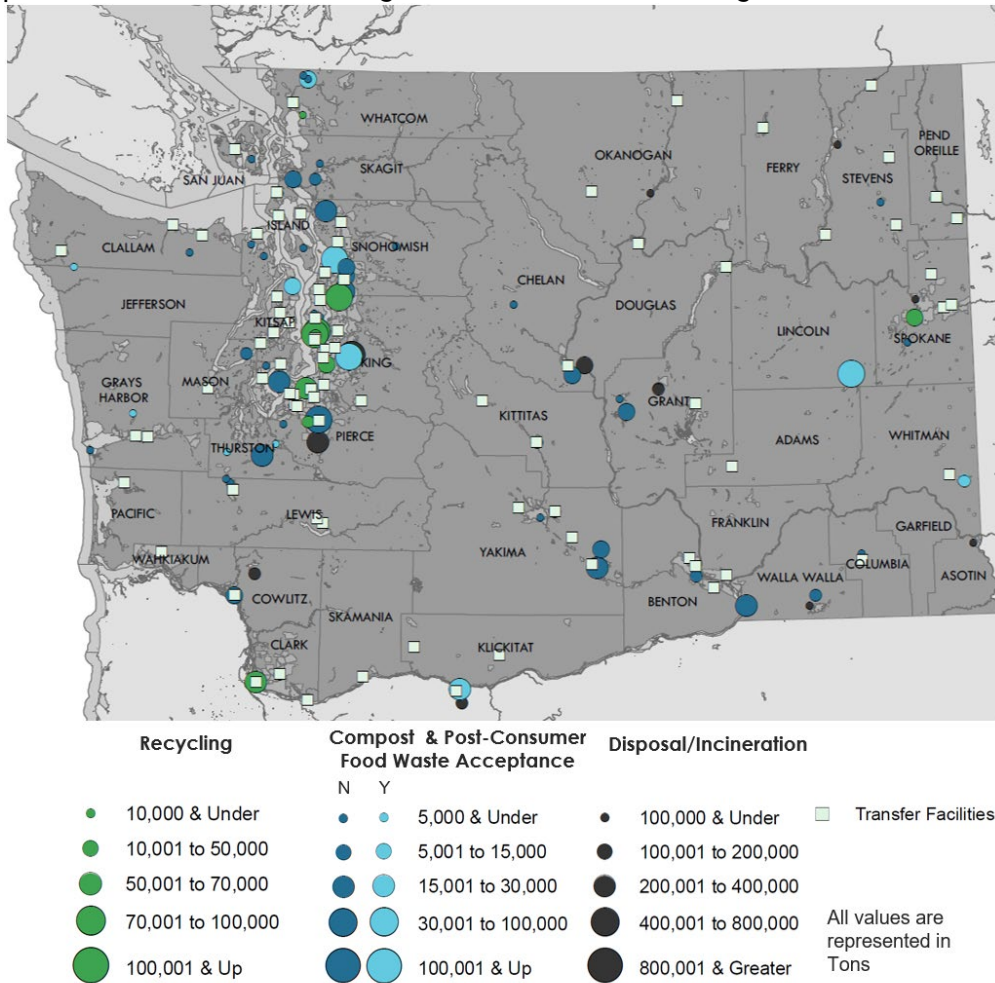 WHATCOM
SKAGIT
SAN JUAN
ISLAND
SNOHOMISH
CLALLAM
JEFFERSON
KITSAP
KING
MASON
GRAYS
HARBOR
THURSTON
PIERCE
PACIFIC
LEWIS
WAHKIAKUM
COWLITZ
SKAMANIA
CLARK
OKANOGAN
FERRY
STEVENS
PEND
OREILLE
CHELAN
DOUGLAS
LINCOLN
SPOKANE
GRANT
KITTITAS
ADAMS
WHITMAN
FRANKLIN
GARFIELD
YAKIMA
BENTON
WALLA WALLA
COLUMBIA
ASOTIN
KLICKITAT
Recycling
10,000 & Under
10,001 to 50,000
50,001 to 70,000
70,001 to 100,000
100,001 & Up
Compost & Post-Consumer
Food Waste Acceptance
N Y
5,000 & Under
5,001 to 15,000
15,001 to 30,000
30,001 to 100,000
100,001 & Up
Disposal/Incineration
100,000 & Under
100,001 to 200,000
200,001 to 400,000
400,001 to 800,000
800,001 & Greater
Transfer Facilities
All values are
represented in
Tons